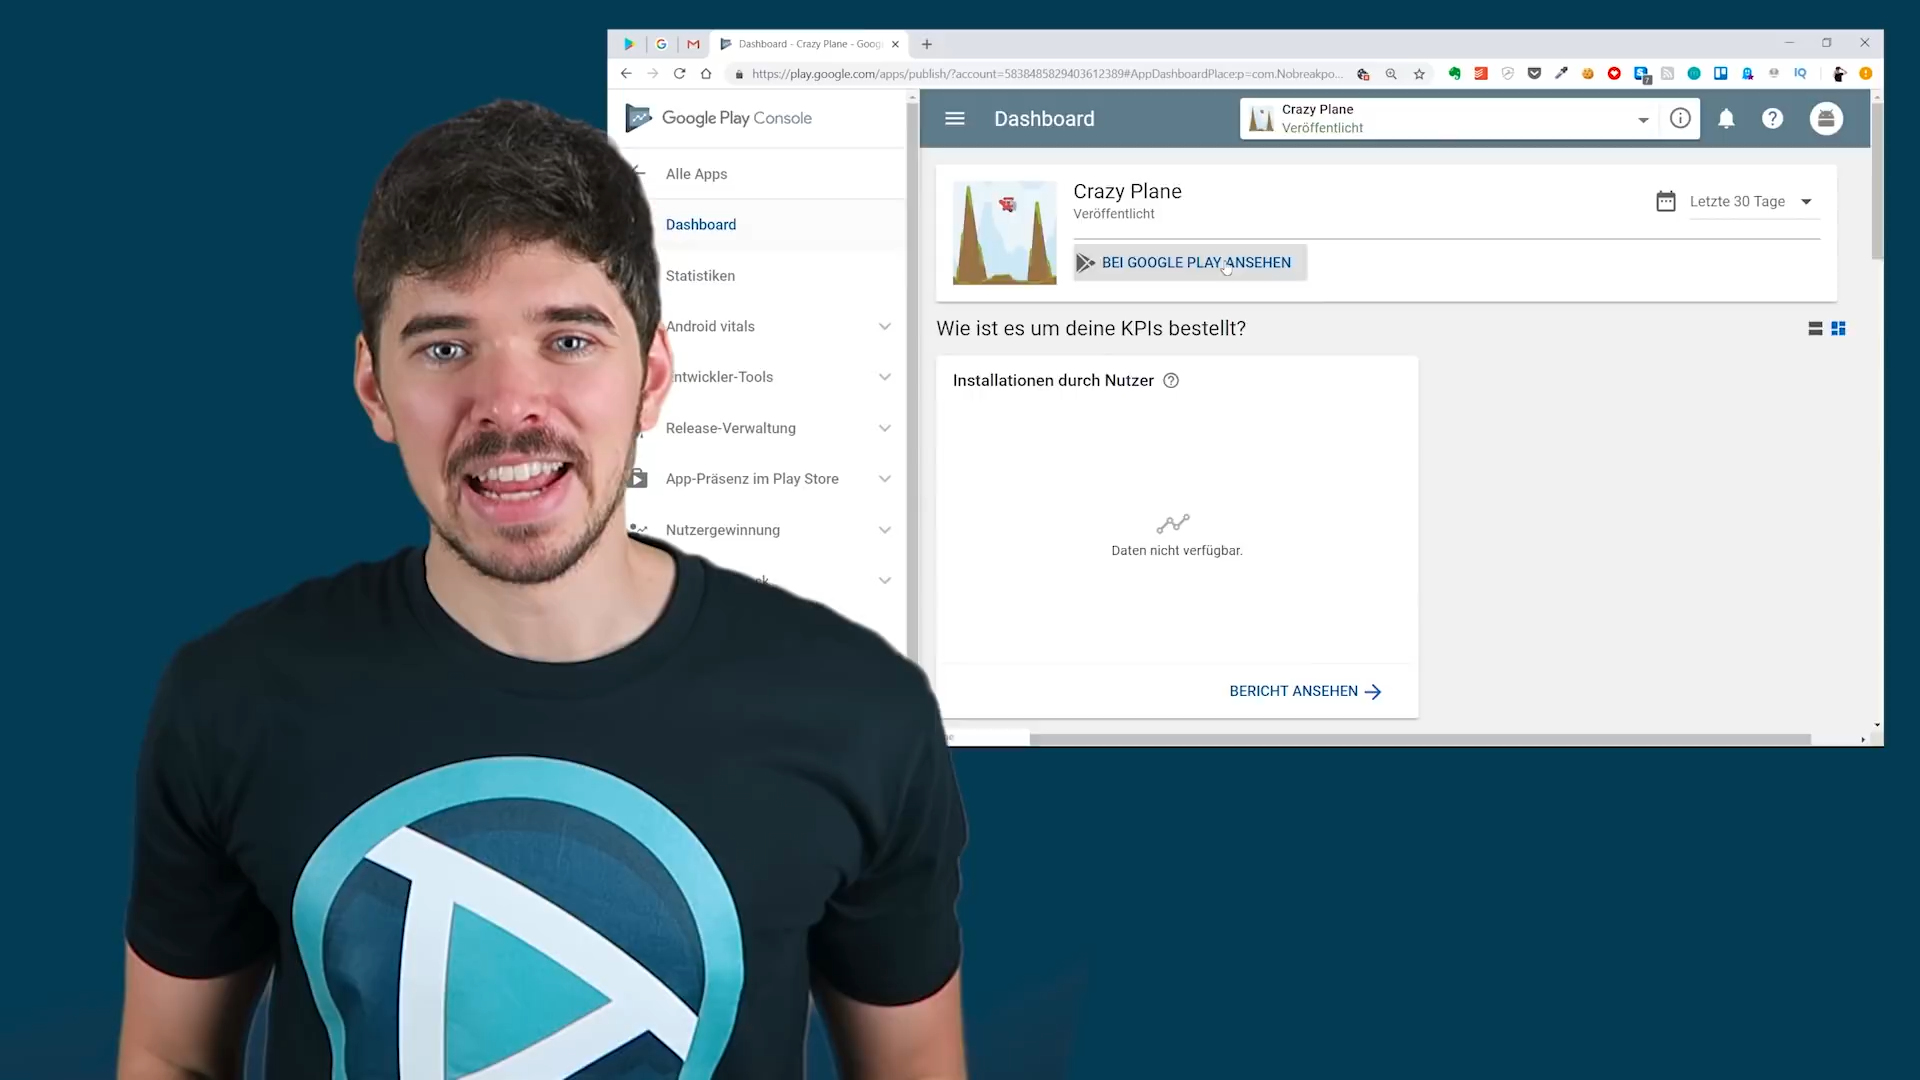 Dashboard - Crazy Plane - Goog
https://play.google.com/apps/publish/?account=5838485829403612389#AppDashboardPlace:p=com.Nobreakpo...
Google Play Console
Dashboard
Crazy Plane
Veröffentlicht
Alle Apps
Dashboard
Statistiken
Android vitals
ntwickler-Tools
Release-Verwaltung
App-Präsenz im Play Store
Nutzergewinnung
Crazy Plane
Veröffentlicht
Letzte 30 Tage
BEI GOOGLE PLAY ANSEHEN
Wie ist es um deine KPIs bestellt?
Installationen durch Nutzer
Daten nicht verfügbar.
BERICHT ANSEHEN
IQ